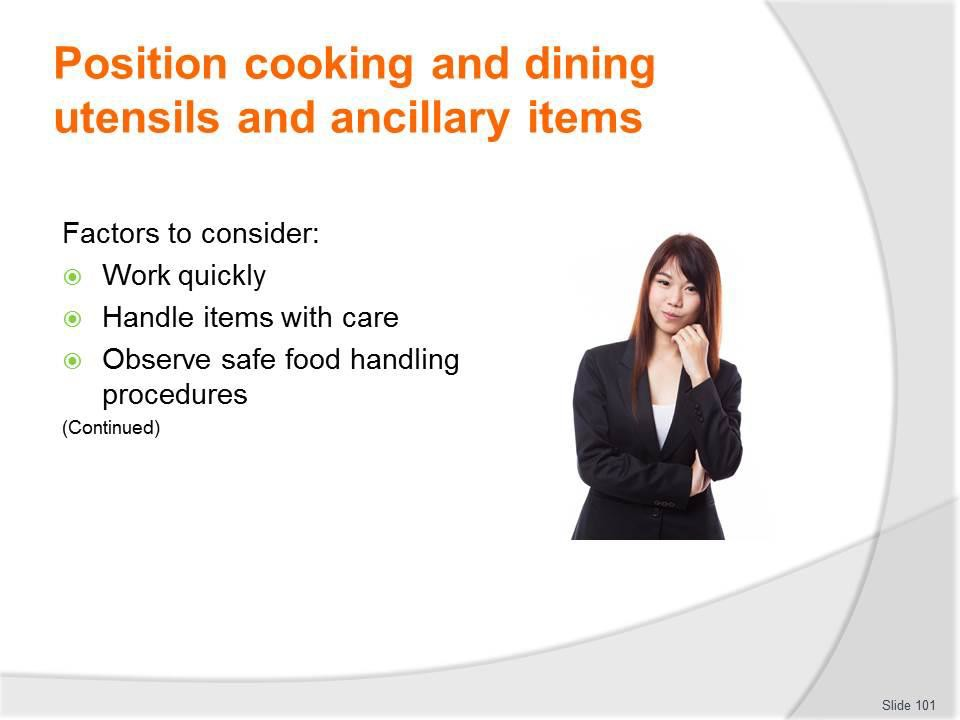 Position cooking and dining
utensils and ancillary items
Factors to consider:
Work quickly
Handle items with care
Observe safe food handling
procedures
(Continued)
Slide 101